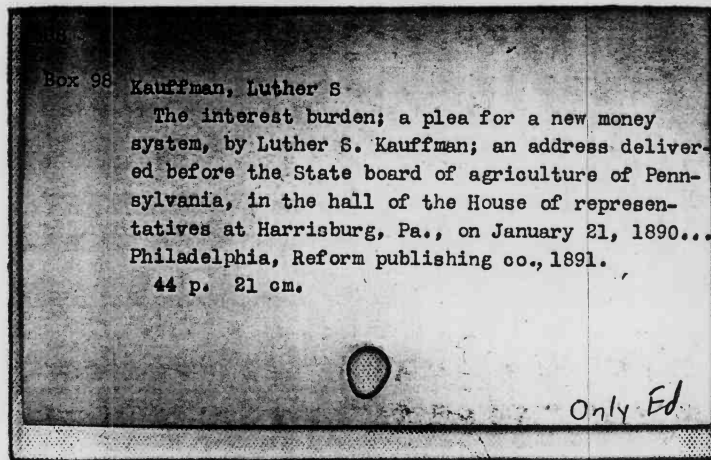 Box 98 Kauffman, Luther S
The interest burden; a plea for a new money
system, by Luther S. Kauffman; an address deliver-
ed before the State board of agriculture of Penn-
sylvania, in the hall of the House of represen-
tatives at Harrisburg, Pa., on January 21, 1890...
Philadelphia, Reform publishing co., 1891.
44 p. 21 cm.
Only Ed